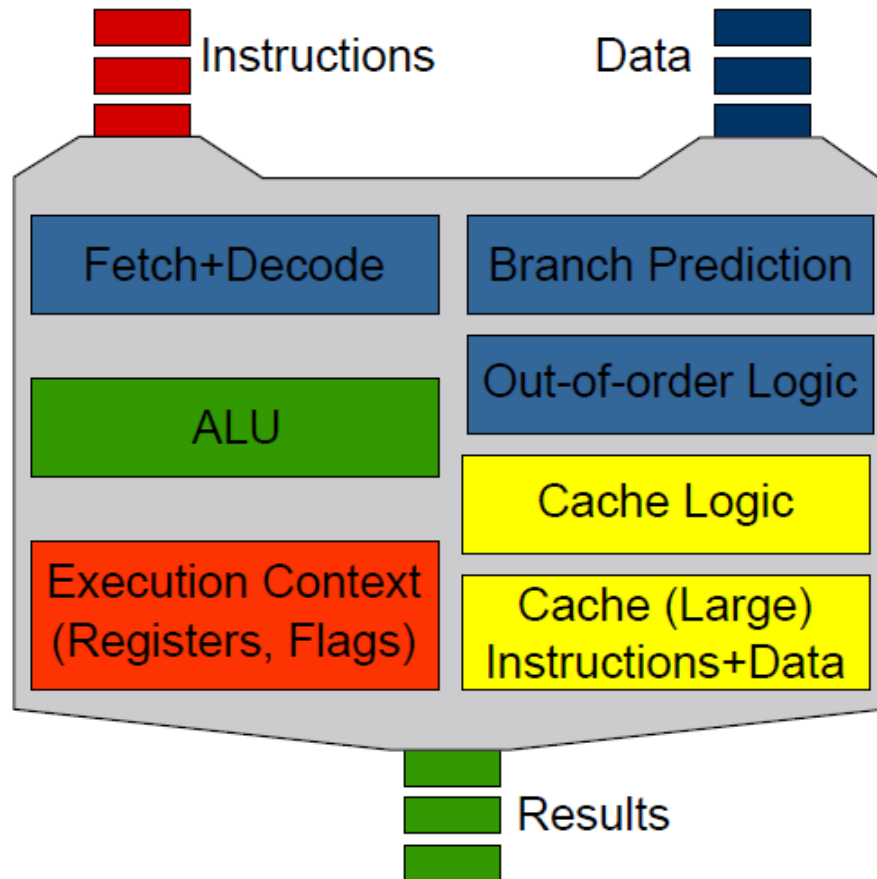 Instructions
Data
Fetch+Decode
Branch Prediction
Out-of-order Logic
ALU
Cache Logic
Execution Context
(Registers, Flags)
Cache (Large)
Instructions+Data
Results